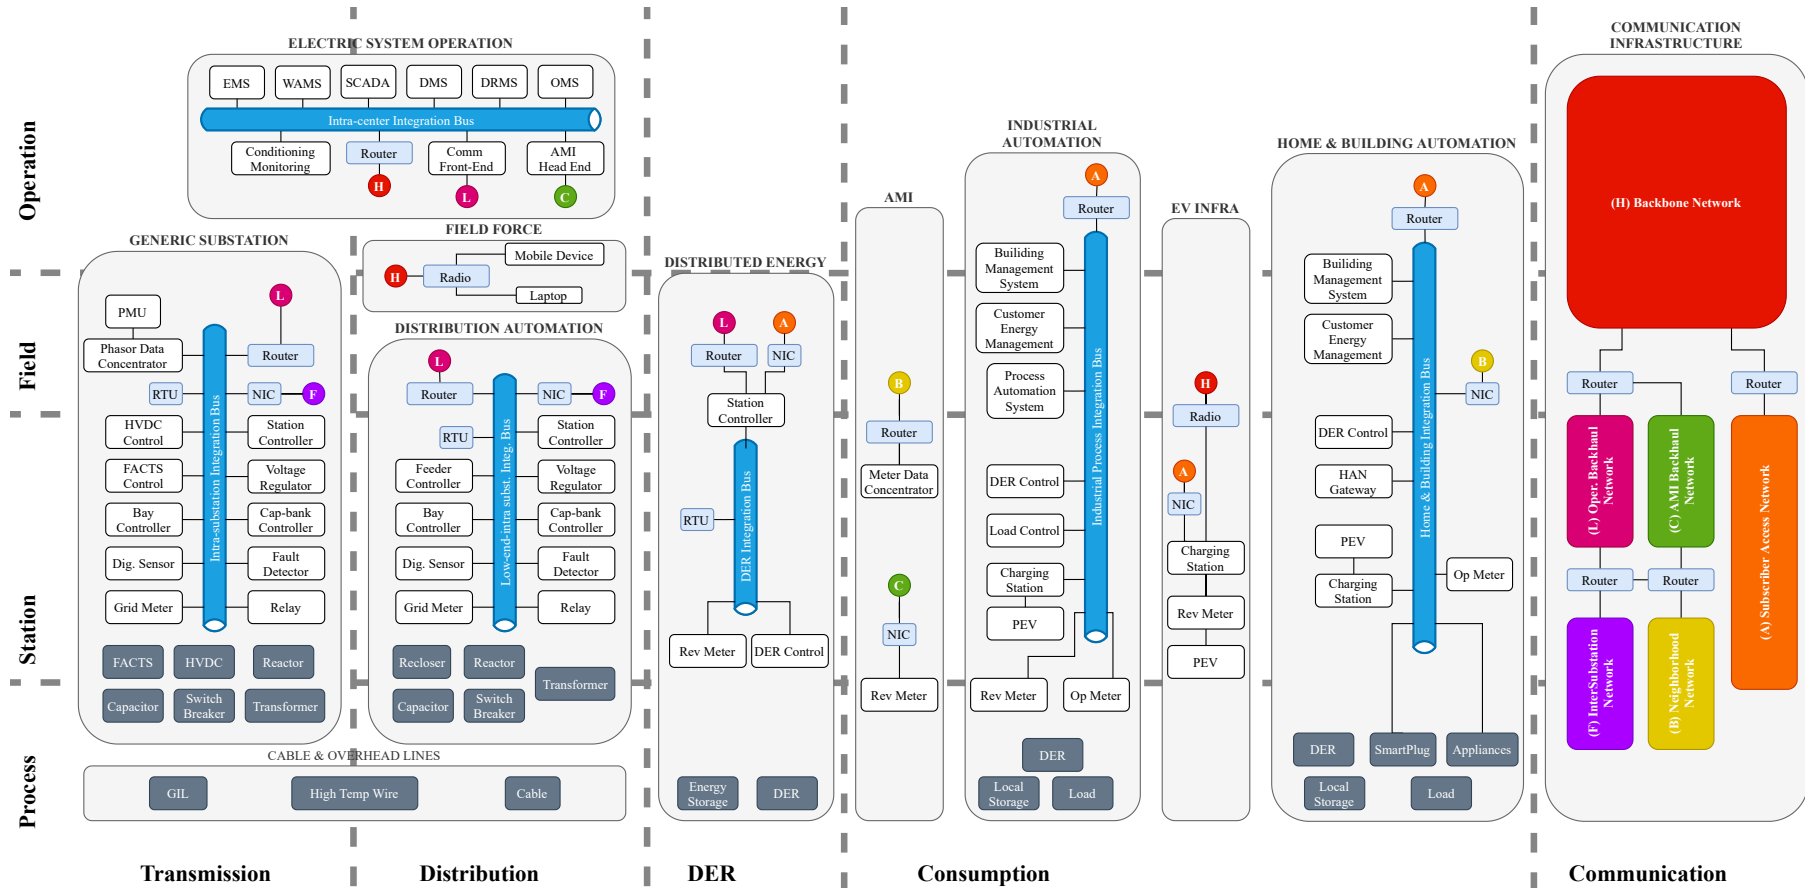 ELECTRIC SYSTEM OPERATION
EMS
WAMS
SCADA
DMS
DRMS
OMS
Intra-center Integration Bus
Conditioning
Monitoring
Router
H
Comm
Front-End
L
AMI
Head End
C
GENERIC SUBSTATION
L
PMU
Phasor Data
Concentrator
Router
RTU
NIC
F
Intra-substation Integration Bus
HVDC
Control
Station
Controller
FACTS
Control
Voltage
Regulator
Bay
Controller
Cap-bank
Controller
Dig. Sensor
Fault
Detector
Grid Meter
Relay
FACTS
HVDC
Reactor
Capacitor
Switch
Breaker
Transformer
FIELD FORCE
H
Radio
Mobile Device
Laptop
DISTRIBUTION AUTOMATION
L
Router
NIC
F
RTU
Low-end-intra subst. Integ. Bus
Station
Controller
Feeder
Controller
Voltage
Regulator
Bay
Controller
Cap-bank
Controller
Dig. Sensor
Fault
Detector
Grid Meter
Relay
Recloser
Reactor
Transformer
Capacitor
Switch
Breaker
CABLE & OVERHEAD LINES
GIL
High Temp Wire
Cable
DISTRIBUTED ENERGY
L
A
Router
NIC
Station
Controller
RTU
DER Integration Bus
Rev Meter
DER Control
Energy
Storage
DER
AMI
B
Router
Meter Data
Concentrator
C
NIC
Rev Meter
INDUSTRIAL
AUTOMATION
A
Router
Builiding
Management
System
Customer
Energy
Management
Process
Automation
System
Industrial Process Integration Bus
DER Control
Load Control
Charging
Station
PEV
Rev Meter
Op Meter
DER
Local
Storage
Load
EV INFRA
H
Radio
A
NIC
Charging
Station
Rev Meter
PEV
HOME & BUILDING AUTOMATION
A
Router
Builiding
Management
System
Customer
Energy
Management
B
NIC
Home & Building Integration Bus
DER Control
HAN
Gateway
PEV
Charging
Station
Op Meter
DER
SmartPlug
Appliances
Local
Storage
Load
COMMUNICATION
INFRASTRUCTURE
(H) Backbone Network
Router
Router
(L) Oper. Backhaul
Network
(C) AMI Backhaul
Network
(A) Subscriber Access Network
Router
Router
(F) InterSubstation
Network
(B) Neighborhood
Network
Operation
Field
Station
Process
Transmission
Distribution
DER
Consumption
Communication